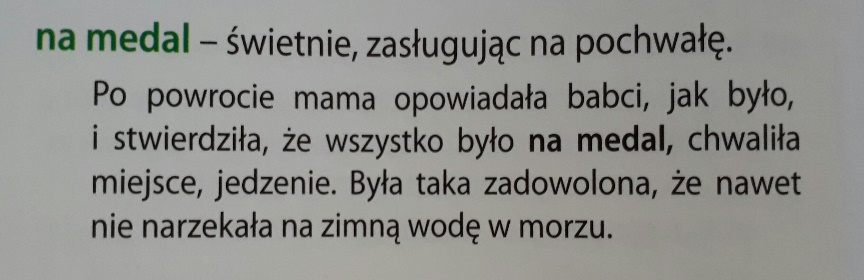 na medal – świetnie, zasługując na pochwałę.
Po powrocie mama opowiadała babci, jak było,
i stwierdziła, że wszystko było na medal, chwaliła
miejsce, jedzenie. Była taka zadowolona, że nawet
nie narzekała na zimną wodę w morzu.